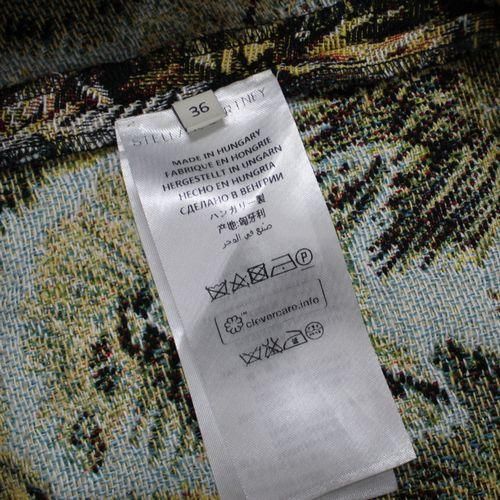 36
STELLA McCARTNEY
MADE IN HUNGARY
FABRIQUE EN HONGRIE
HERGESTELLT IN UNGARN
HECHO EN HUNGRIA
СДЕЛАНО В ВЕНГРИИ
ハンガリー製
产地:匈牙利
صنع في المجر
P
clevercare.info